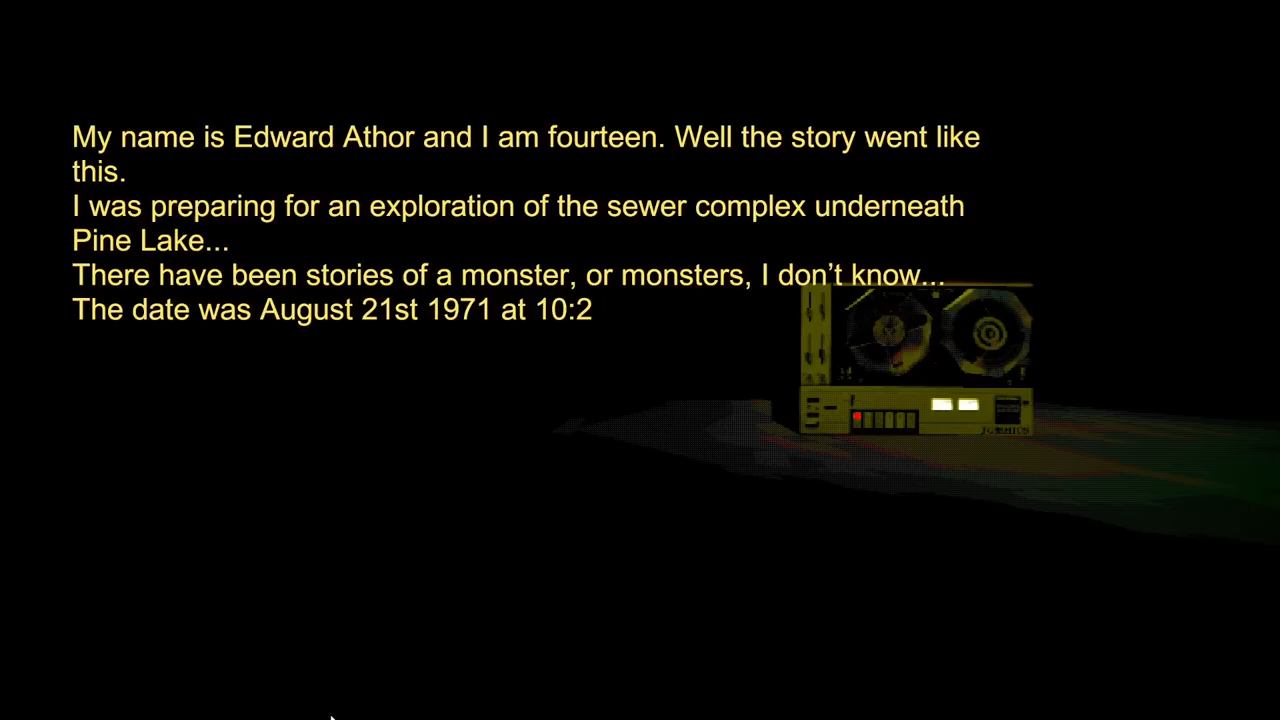 My name is Edward Athor and I am fourteen. Well the story went like
this.
I was preparing for an exploration of the sewer complex underneath
Pine Lake...
There have been stories of a monster, or monsters, I don’t know...
The date was August 21st 1971 at 10:2